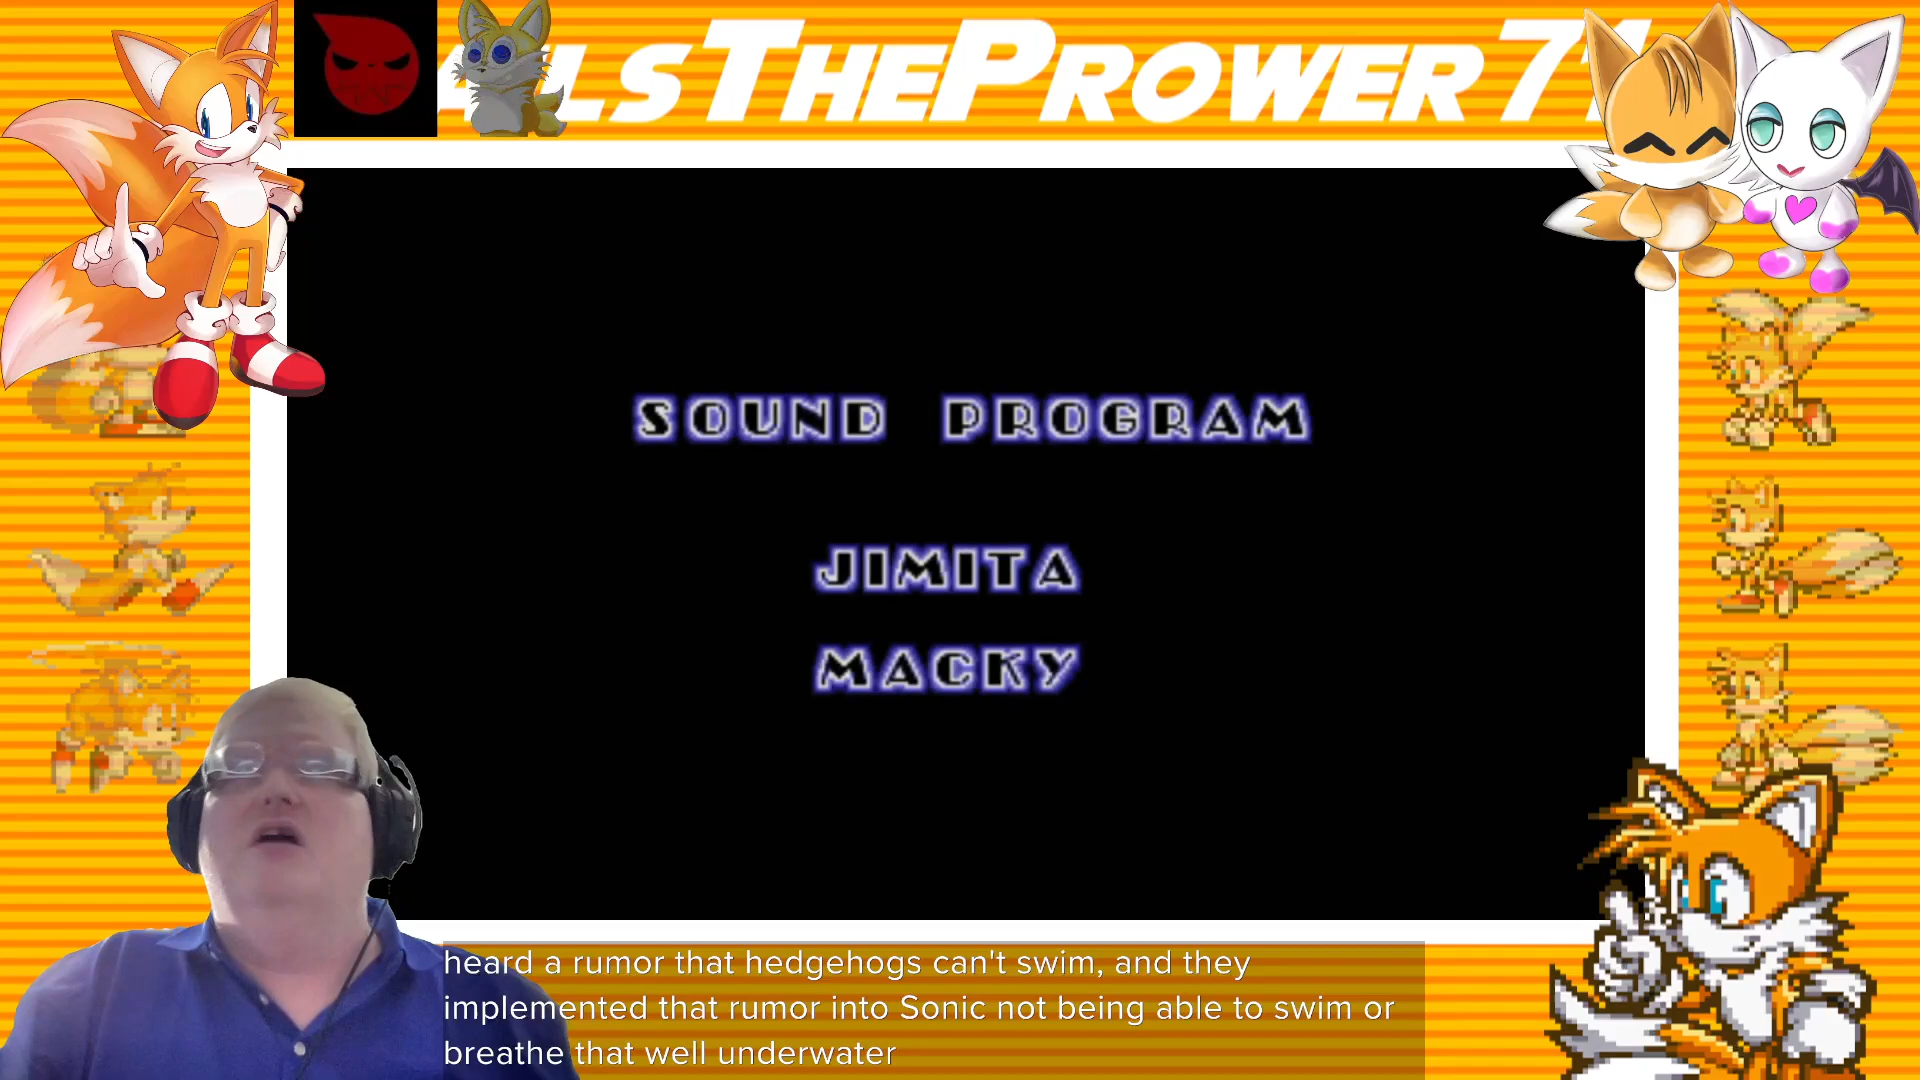 ailsThePrower71
SOUND PROGRAM
JIMITA
MACKY
heard a rumor that hedgehogs can't swim, and they
implemented that rumor into Sonic not being able to swim or
breathe that well underwater